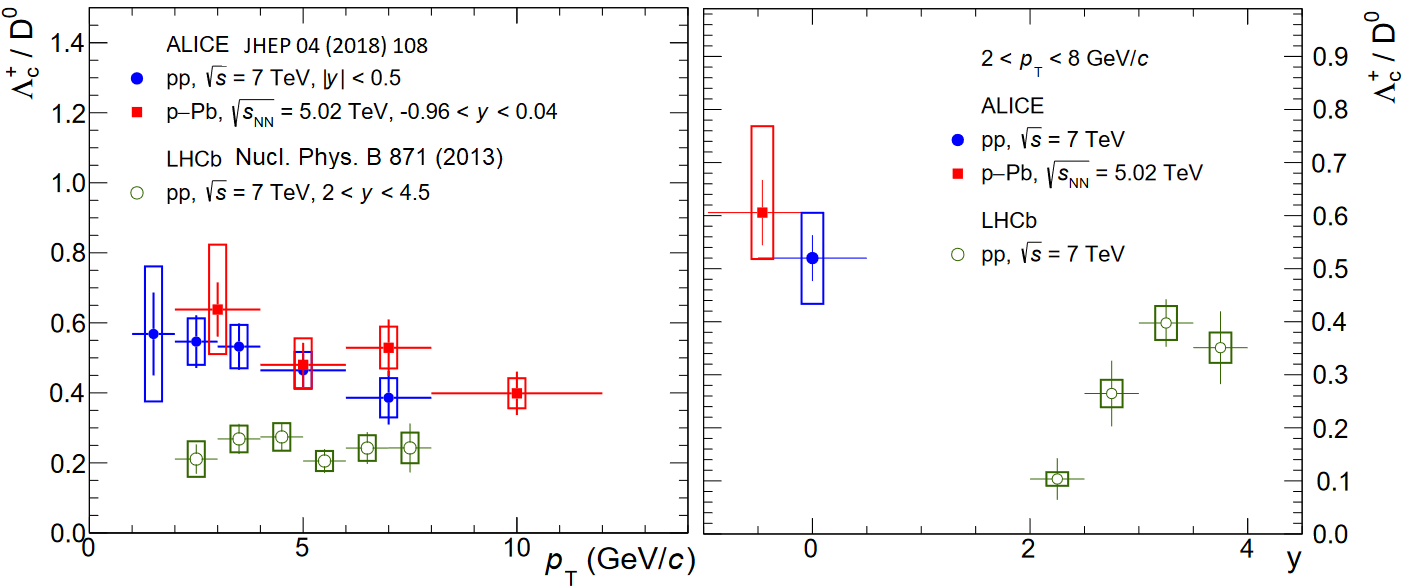 Λc+ / D0
1.4
1.2
1.0
0.8
0.6
0.4
0.2
0.0
ALICE JHEP 04 (2018) 108
pp, √s = 7 TeV, |y| < 0.5
p–Pb, √sNN = 5.02 TeV, -0.96 < y < 0.04
LHCb Nucl. Phys. B 871 (2013)
pp, √s = 7 TeV, 2 < y < 4.5
0 5 10
pT (GeV/c)
2 < pT < 8 GeV/c
ALICE
pp, √s = 7 TeV
p–Pb, √sNN = 5.02 TeV
LHCb
pp, √s = 7 TeV
Λc+ / D0
0.9
0.8
0.7
0.6
0.5
0.4
0.3
0.2
0.1
0.0
0 2 4
y